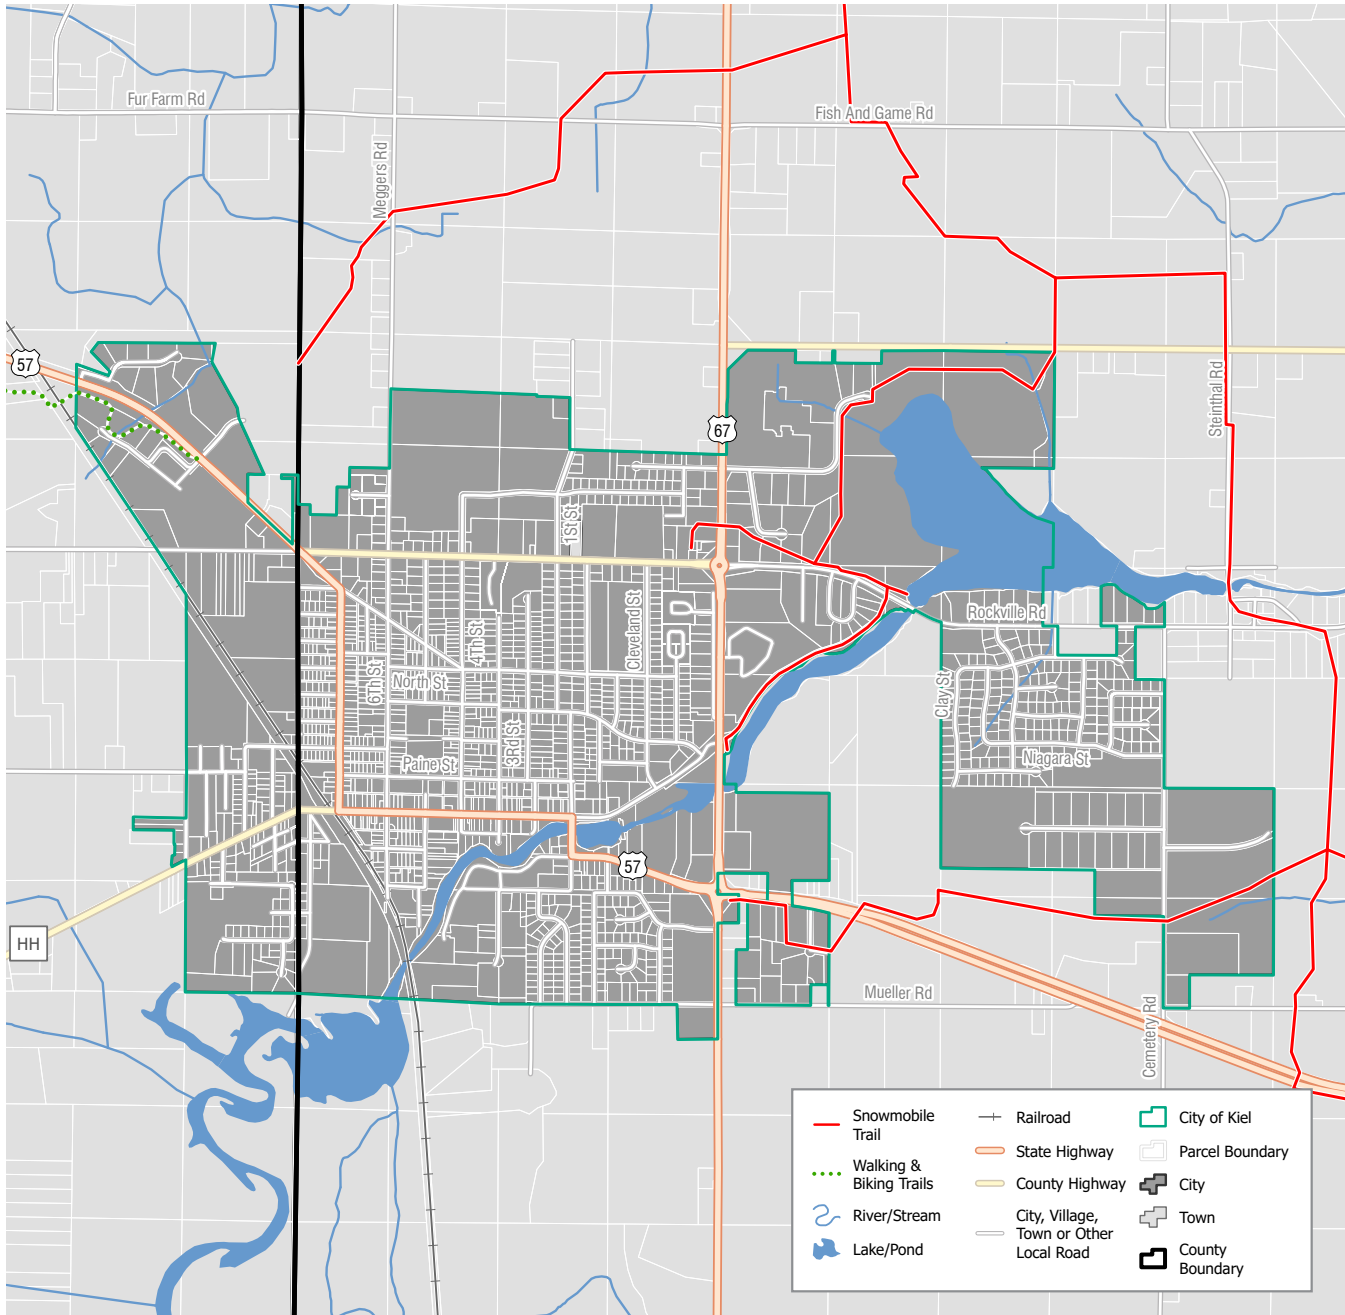 Fur Farm Rd
Fish And Game Rd
Meggers Rd
57
Steinthal Rd
67
1St St
Cleveland St
4Th St
Rockville Rd
6Th St
North St
Clay St
3Rd St
Paine St
Niagara St
57
HH
Mueller Rd
Cemetery Rd
Snowmobile
Trail
Walking &
Biking Trails
River/Stream
Lake/Pond
Railroad
State Highway
County Highway
City, Village,
Town or Other
Local Road
City of Kiel
Parcel Boundary
City
Town
County
Boundary